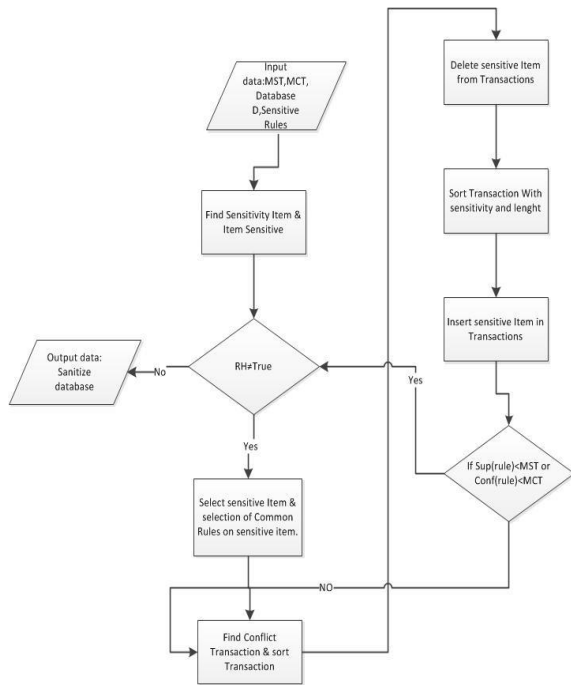 Input
data:MST,MCT,
Database
D,Sensitive
Rules
Find Sensitivity Item &
Item Sensitive
RH≠True
No
Output data:
Sanitize
database
Yes
Select sensitive Item &
selection of Common
Rules on sensitive item.
Find Conflict
Transaction & sort
Transaction
Delete sensitive Item
from Transactions
Sort Transaction With
sensitivity and lenght
Insert sensitive Item in
Transactions
If Sup(rule)<MST or
Conf(rule)<MCT
Yes
NO